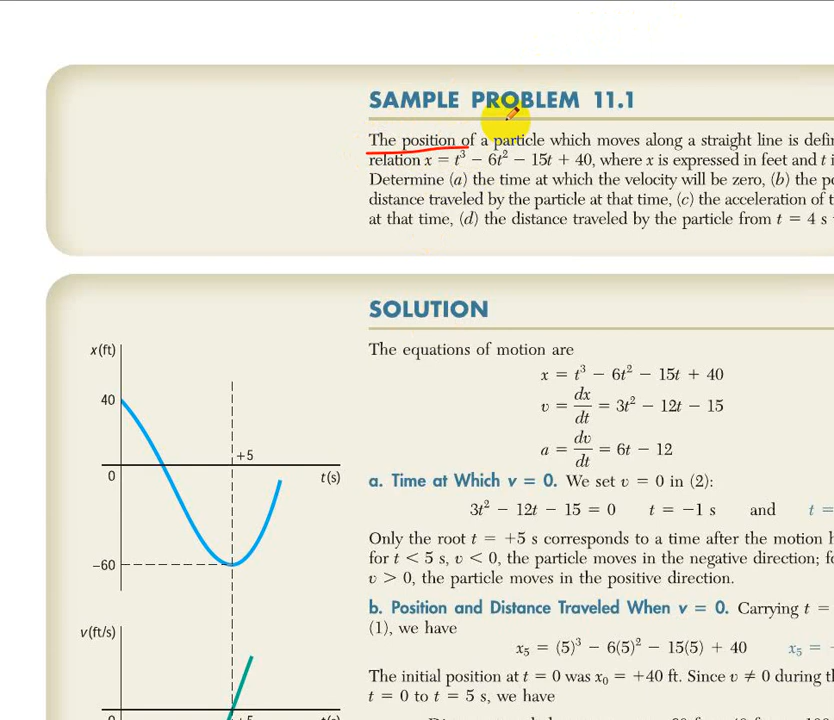 SAMPLE PROBLEM 11.1
The position of a particle which moves along a straight line is defin
relation x = t³ − 6t² − 15t + 40, where x is expressed in feet and t i
Determine (a) the time at which the velocity will be zero, (b) the po
distance traveled by the particle at that time, (c) the acceleration of t
at that time, (d) the distance traveled by the particle from t = 4 s
SOLUTION
The equations of motion are
x = t³ − 6t² − 15t + 40
v = dx/dt = 3t² − 12t − 15
a = dv/dt = 6t − 12
a. Time at Which v = 0. We set v = 0 in (2):
3t² − 12t − 15 = 0 t = −1 s and t =
Only the root t = +5 s corresponds to a time after the motion h
for t < 5 s, v < 0, the particle moves in the negative direction; fo
v > 0, the particle moves in the positive direction.
b. Position and Distance Traveled When v = 0. Carrying t =
(1), we have
x₅ = (5)³ − 6(5)² − 15(5) + 40 x₅ =
The initial position at t = 0 was x₀ = +40 ft. Since v ≠ 0 during th
t = 0 to t = 5 s, we have
x(ft)
40
+5
0
t(s)
−60
v(ft/s)